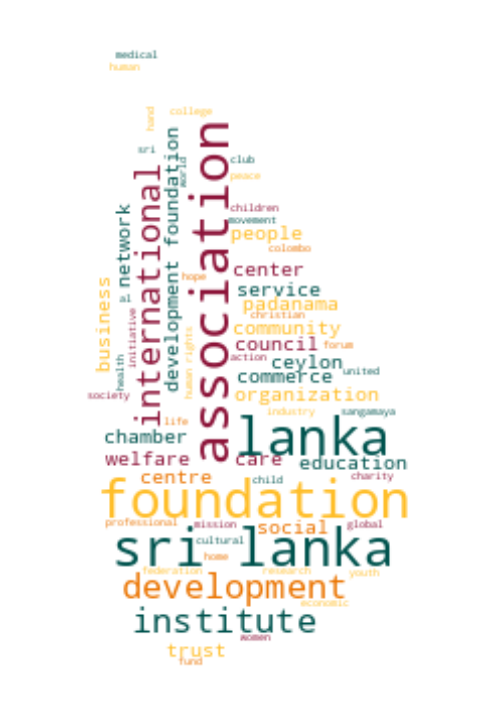 medical
human
hand
college
sri
world
club
peace
association
international
development foundation
network
children
movement
people
colombo
center
hope
service
al
padanama
christian
business
initiative
community
human rights
council
forum
action
ceylon
health
commerce
united
society
organization
industry
sangamaya
life
lanka
chamber
welfare
care
education
centre
child
charity
foundation
professional
mission
social
global
sri lanka
cultural
home
federation
research
youth
development
economic
institute
women
trust
fund